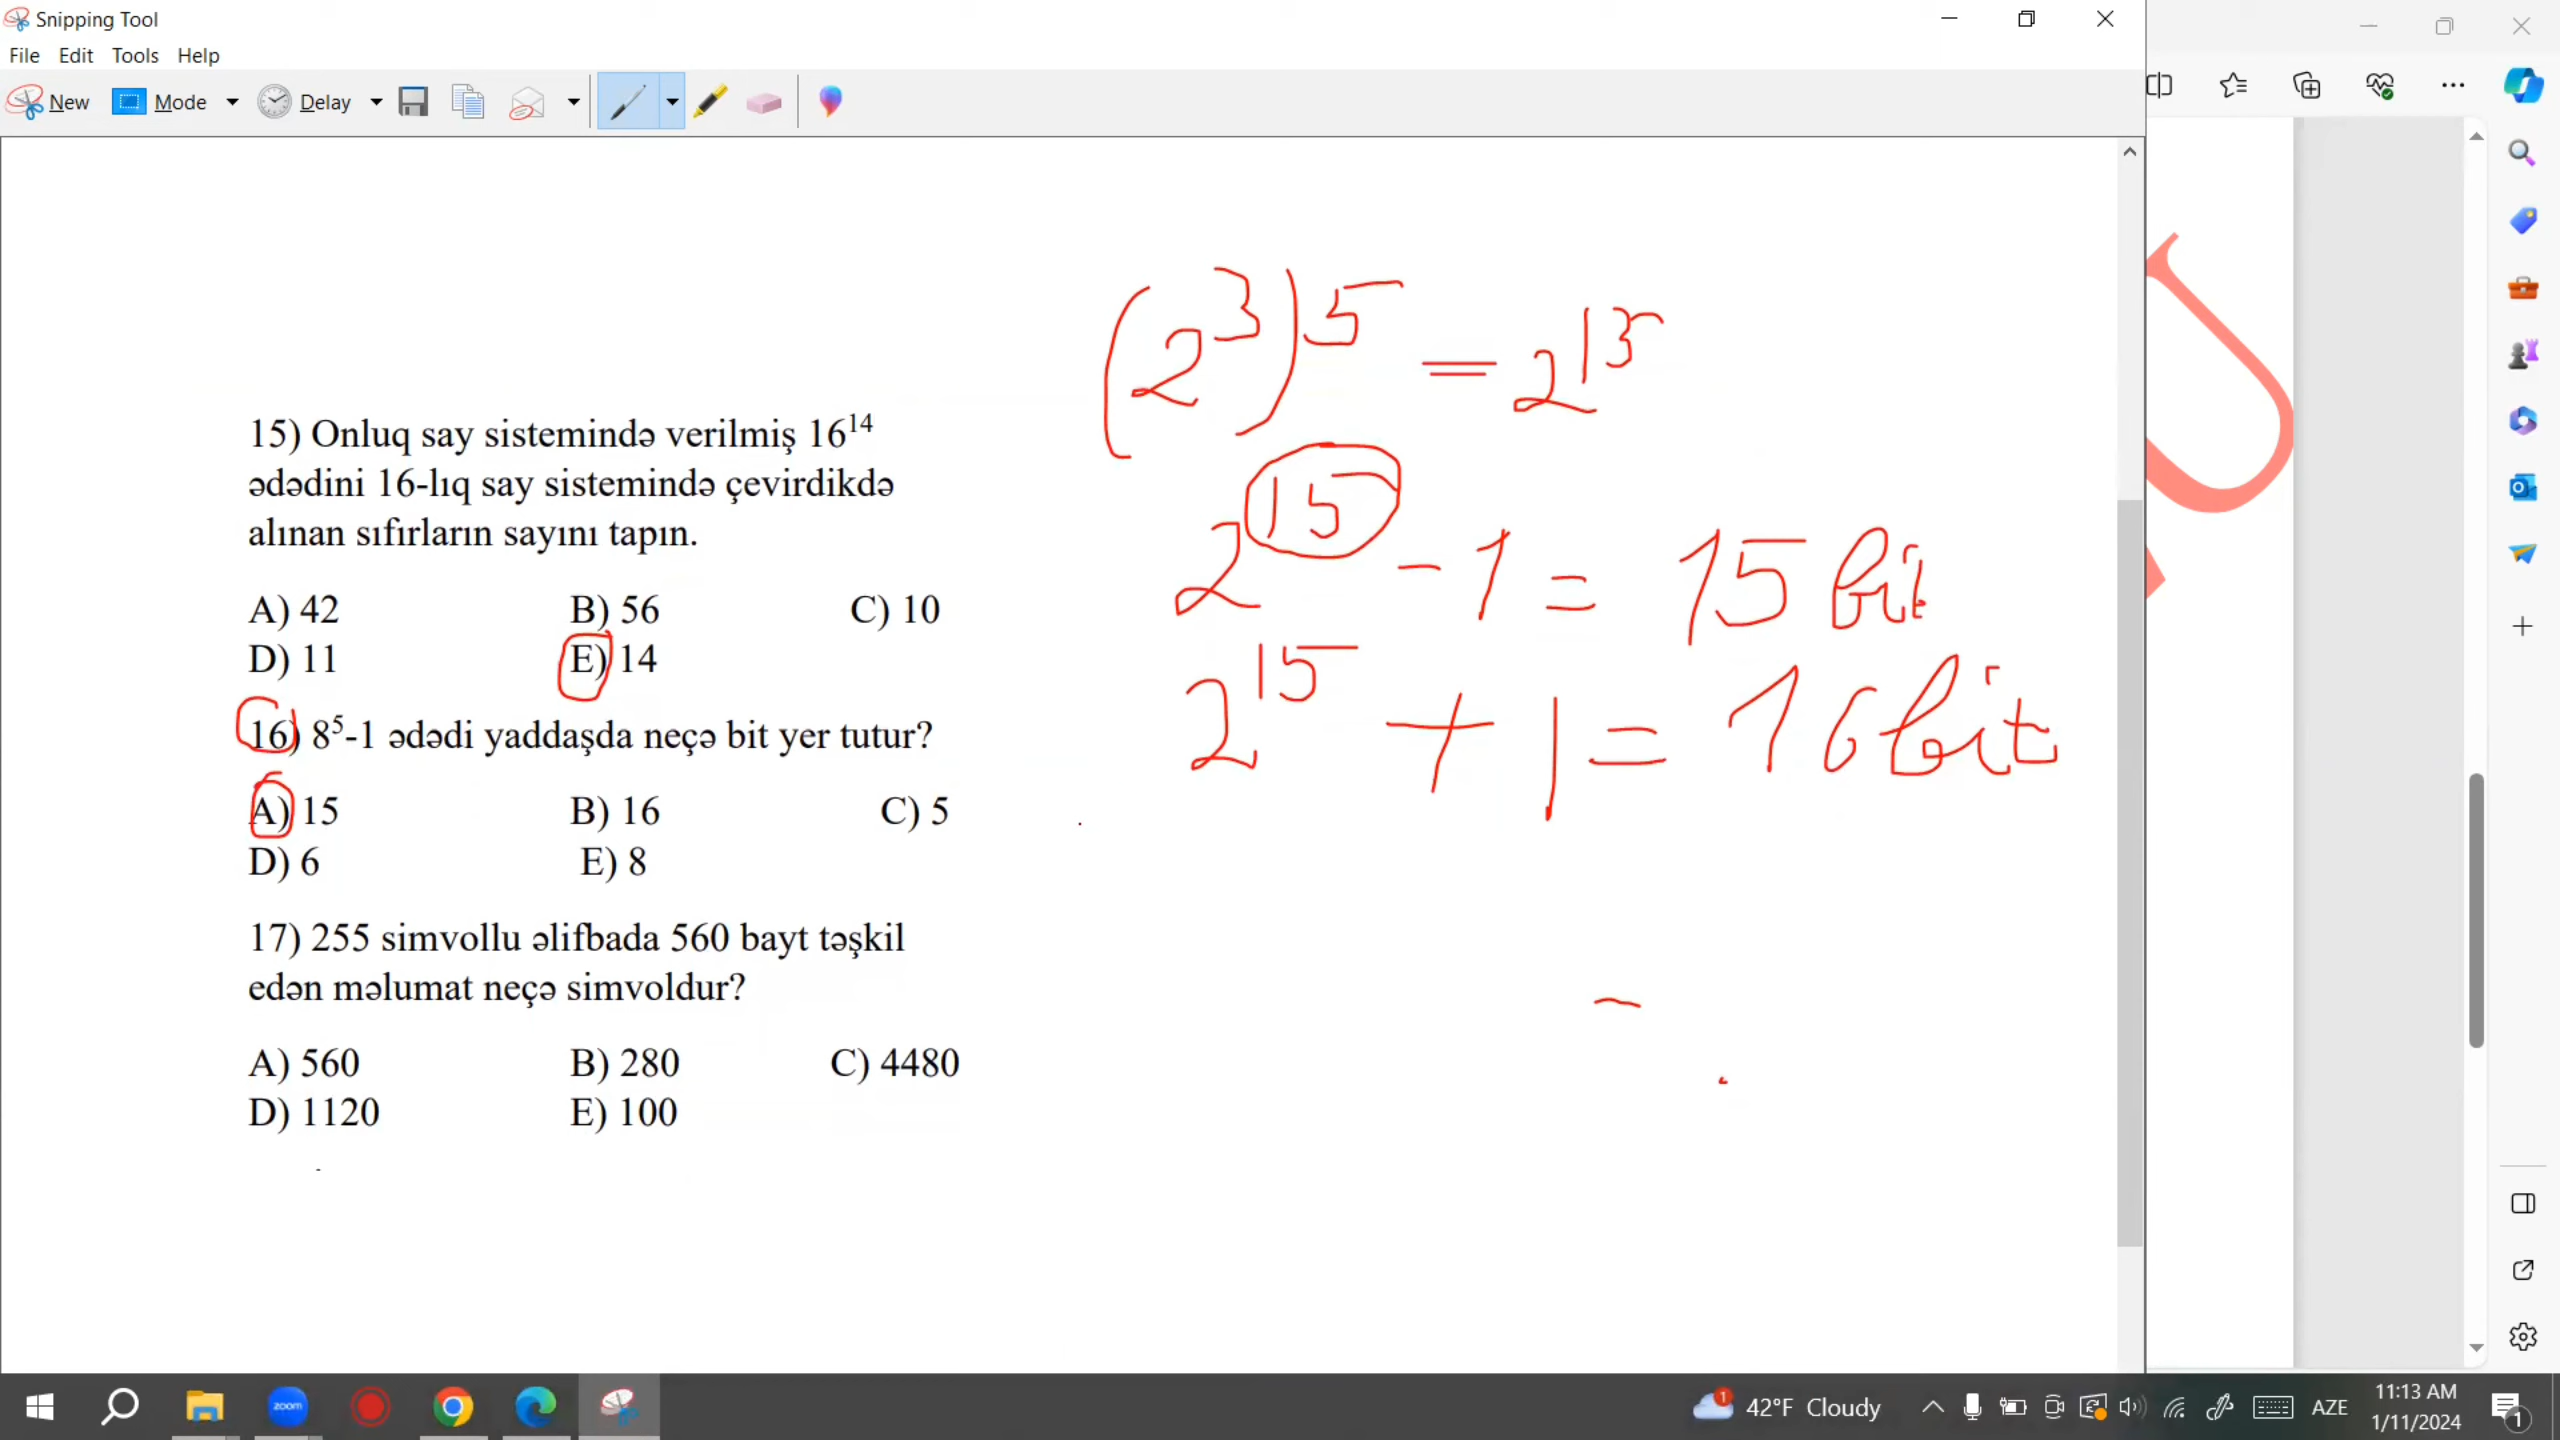 Snipping Tool
File Edit Tools Help
New Mode Delay
(2³)⁵ = 2¹⁵
15) Onluq say sistemində verilmiş 16¹⁴
ədədini 16-lıq say sistemində çevirdikdə
alınan sıfırların sayını tapın.
A) 42 B) 56 C) 10
D) 11 E) 14
2¹⁵ - 1 = 15 bit
2¹⁵ + 1 = 16 bit
16) 8⁵-1 ədədi yaddaşda neçə bit yer tutur?
A) 15 B) 16 C) 5
D) 6 E) 8
17) 255 simvollu əlifbada 560 bayt təşkil
edən məlumat neçə simvoldur?
A) 560 B) 280 C) 4480
D) 1120 E) 100
zoom
1
42°F Cloudy
AZE
11:13 AM
1/11/2024
1